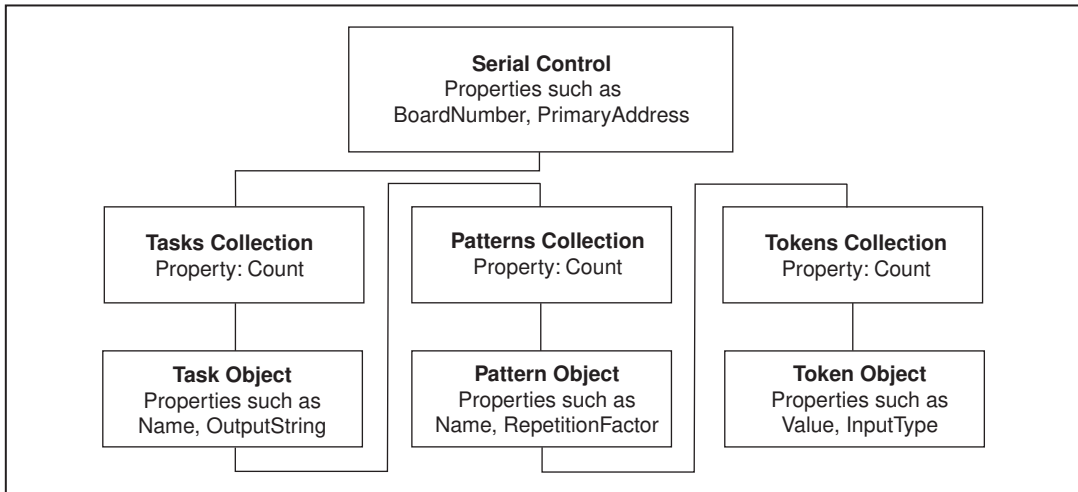 Serial Control
Properties such as
BoardNumber, PrimaryAddress
Tasks Collection
Property: Count
Patterns Collection
Property: Count
Tokens Collection
Property: Count
Task Object
Properties such as
Name, OutputString
Pattern Object
Properties such as
Name, RepetitionFactor
Token Object
Properties such as
Value, InputType